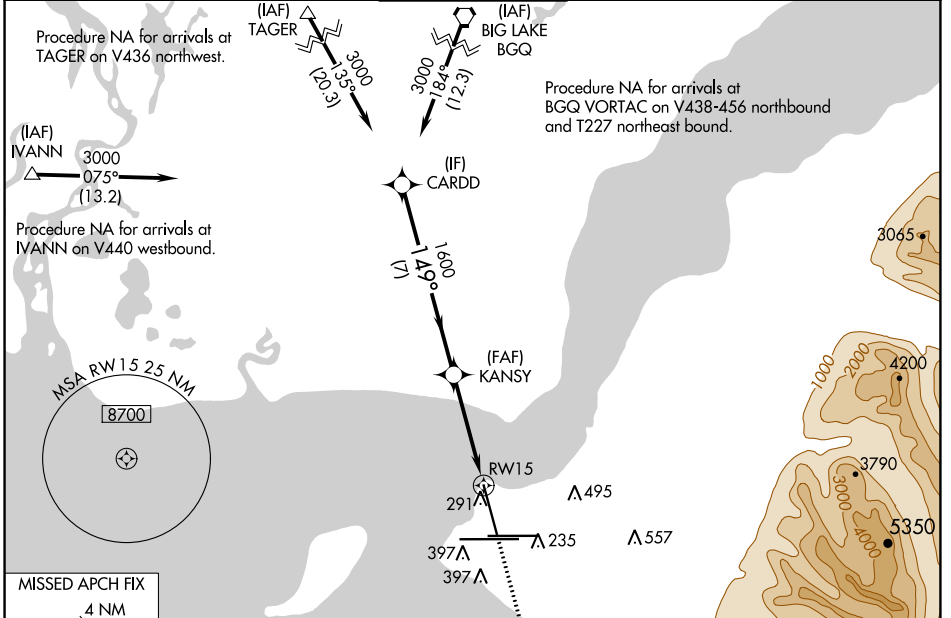 Procedure NA for arrivals at
TAGER on V436 northwest.
(IAF)
TAGER
3000
135°
(20.3)
(IAF)
BIG LAKE
BGQ
3000
184°
(12.3)
Procedure NA for arrivals at
BGQ VORTAC on V438-456 northbound
and T227 northeast bound.
(IAF)
IVANN
3000
075°
(13.2)
Procedure NA for arrivals at
IVANN on V440 westbound.
(IF)
CARDD
1600
149°
(7)
3065
(FAF)
KANSY
MSA RW15 25 NM
8700
1000
2000
4200
RW15
291
495
3790
3000
4000
5350
397
235
557
397
MISSED APCH FIX
4 NM